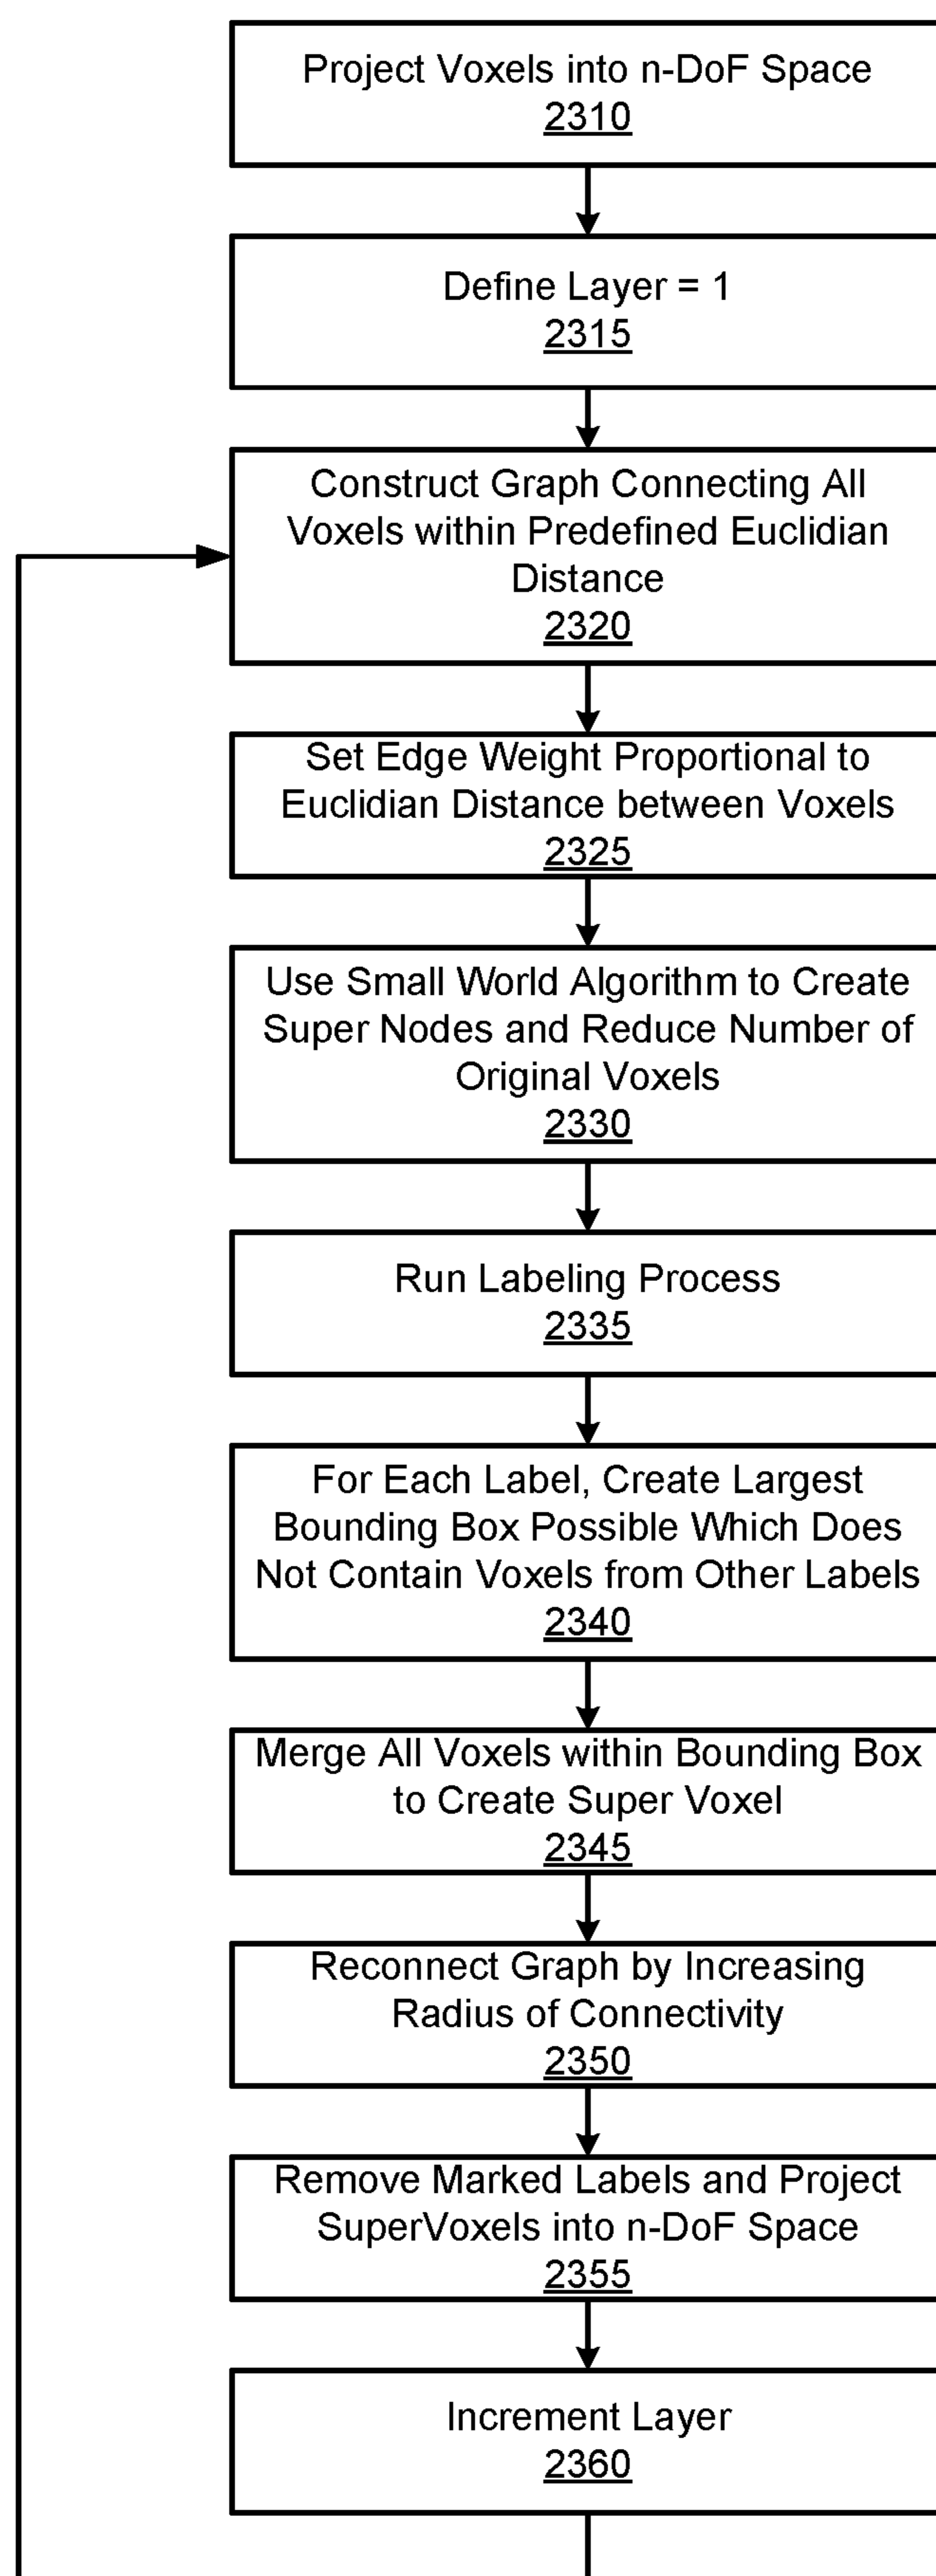 Project Voxels into n-DoF Space
2310
Define Layer = 1
2315
Construct Graph Connecting All
Voxels within Predefined Euclidian
Distance
2320
Set Edge Weight Proportional to
Euclidian Distance between Voxels
2325
Use Small World Algorithm to Create
Super Nodes and Reduce Number of
Original Voxels
2330
Run Labeling Process
2335
For Each Label, Create Largest
Bounding Box Possible Which Does
Not Contain Voxels from Other Labels
2340
Merge All Voxels within Bounding Box
to Create Super Voxel
2345
Reconnect Graph by Increasing
Radius of Connectivity
2350
Remove Marked Labels and Project
SuperVoxels into n-DoF Space
2355
Increment Layer
2360